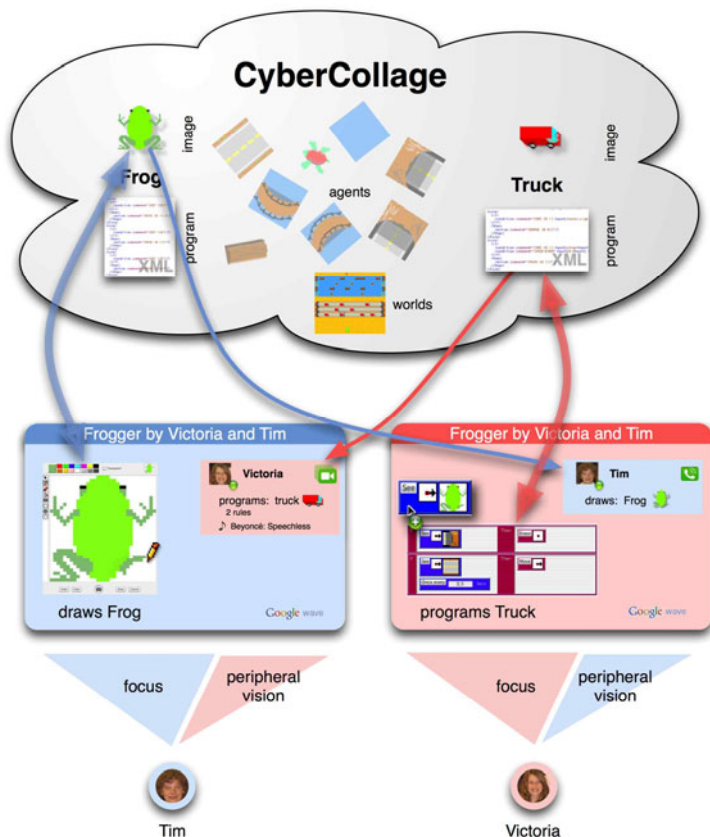 CyberCollage
image
Frog
program
XML
agents
worlds
image
Truck
program
XML
Frogger by Victoria and Tim
Victoria
programs: truck
2 rules
Beyoncé: Speechless
draws Frog
Google wave
Frogger by Victoria and Tim
See
Tim
draws: Frog
programs Truck
Google wave
focus
peripheral
vision
focus
peripheral
vision
Tim
Victoria